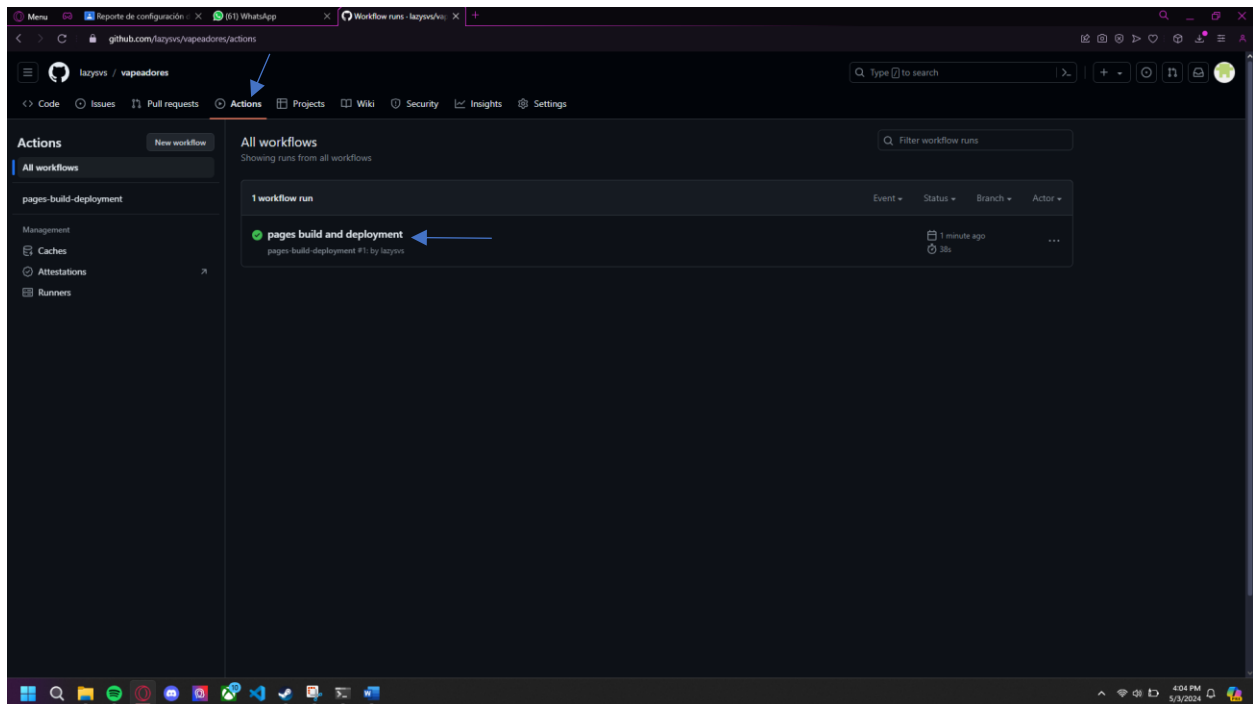 Menu
Reporte de configuración c
(61) WhatsApp
Workflow runs · lazysvs/vap
github.com/lazysvs/vapeadores/actions
lazysvs / vapeadores
Type / to search
Code
Issues
Pull requests
Actions
Projects
Wiki
Security
Insights
Settings
Actions
New workflow
All workflows
pages-build-deployment
Management
Caches
Attestations
Runners
All workflows
Showing runs from all workflows
Filter workflow runs
1 workflow run
Event
Status
Branch
Actor
pages build and deployment
pages-build-deployment #1: by lazysvs
1 minute ago
38s
4:04 PM
5/3/2024